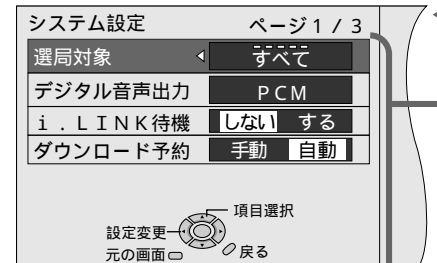 システム設定 ページ1 / 3
選局対象 すべて
デジタル音声出力 PCM
i.LINK待機 しない する
ダウンロード予約 手動 自動
項目選択
設定変更
元の画面 戻る